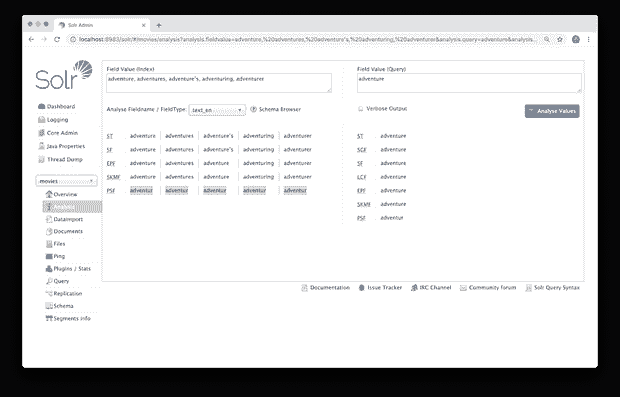 Solr Admin
localhost:8983/solr/#/movies/analysis?analysis.fieldvalue=adventure,%20adventures,%20adventure's,%20adventuring,%20adventurer&analysis.query=adventure&analysis...
Solr
Dashboard
Logging
Core Admin
Java Properties
Thread Dump
movies
Overview
Dataimport
Documents
Files
Ping
Plugins / Stats
Query
Replication
Schema
Segments info
Field Value (Index)
adventure, adventures, adventure's, adventuring, adventurer
Field Value (Query)
adventure
Analyse Fieldname / FieldType: text_en Schema Browser
Verbose Output
Analyse Values
ST adventure adventures adventure's adventuring adventurer
SF adventure adventures adventure's adventuring adventurer
EPF adventure adventures adventure adventuring adventurer
SKMF adventure adventures adventure adventuring adventurer
PSF adventur adventur adventur adventur adventur
ST adventure
SGF adventure
SF adventure
LCF adventure
EPF adventure
SKMF adventure
PSF adventur
Documentation Issue Tracker IRC Channel Community forum Solr Query Syntax